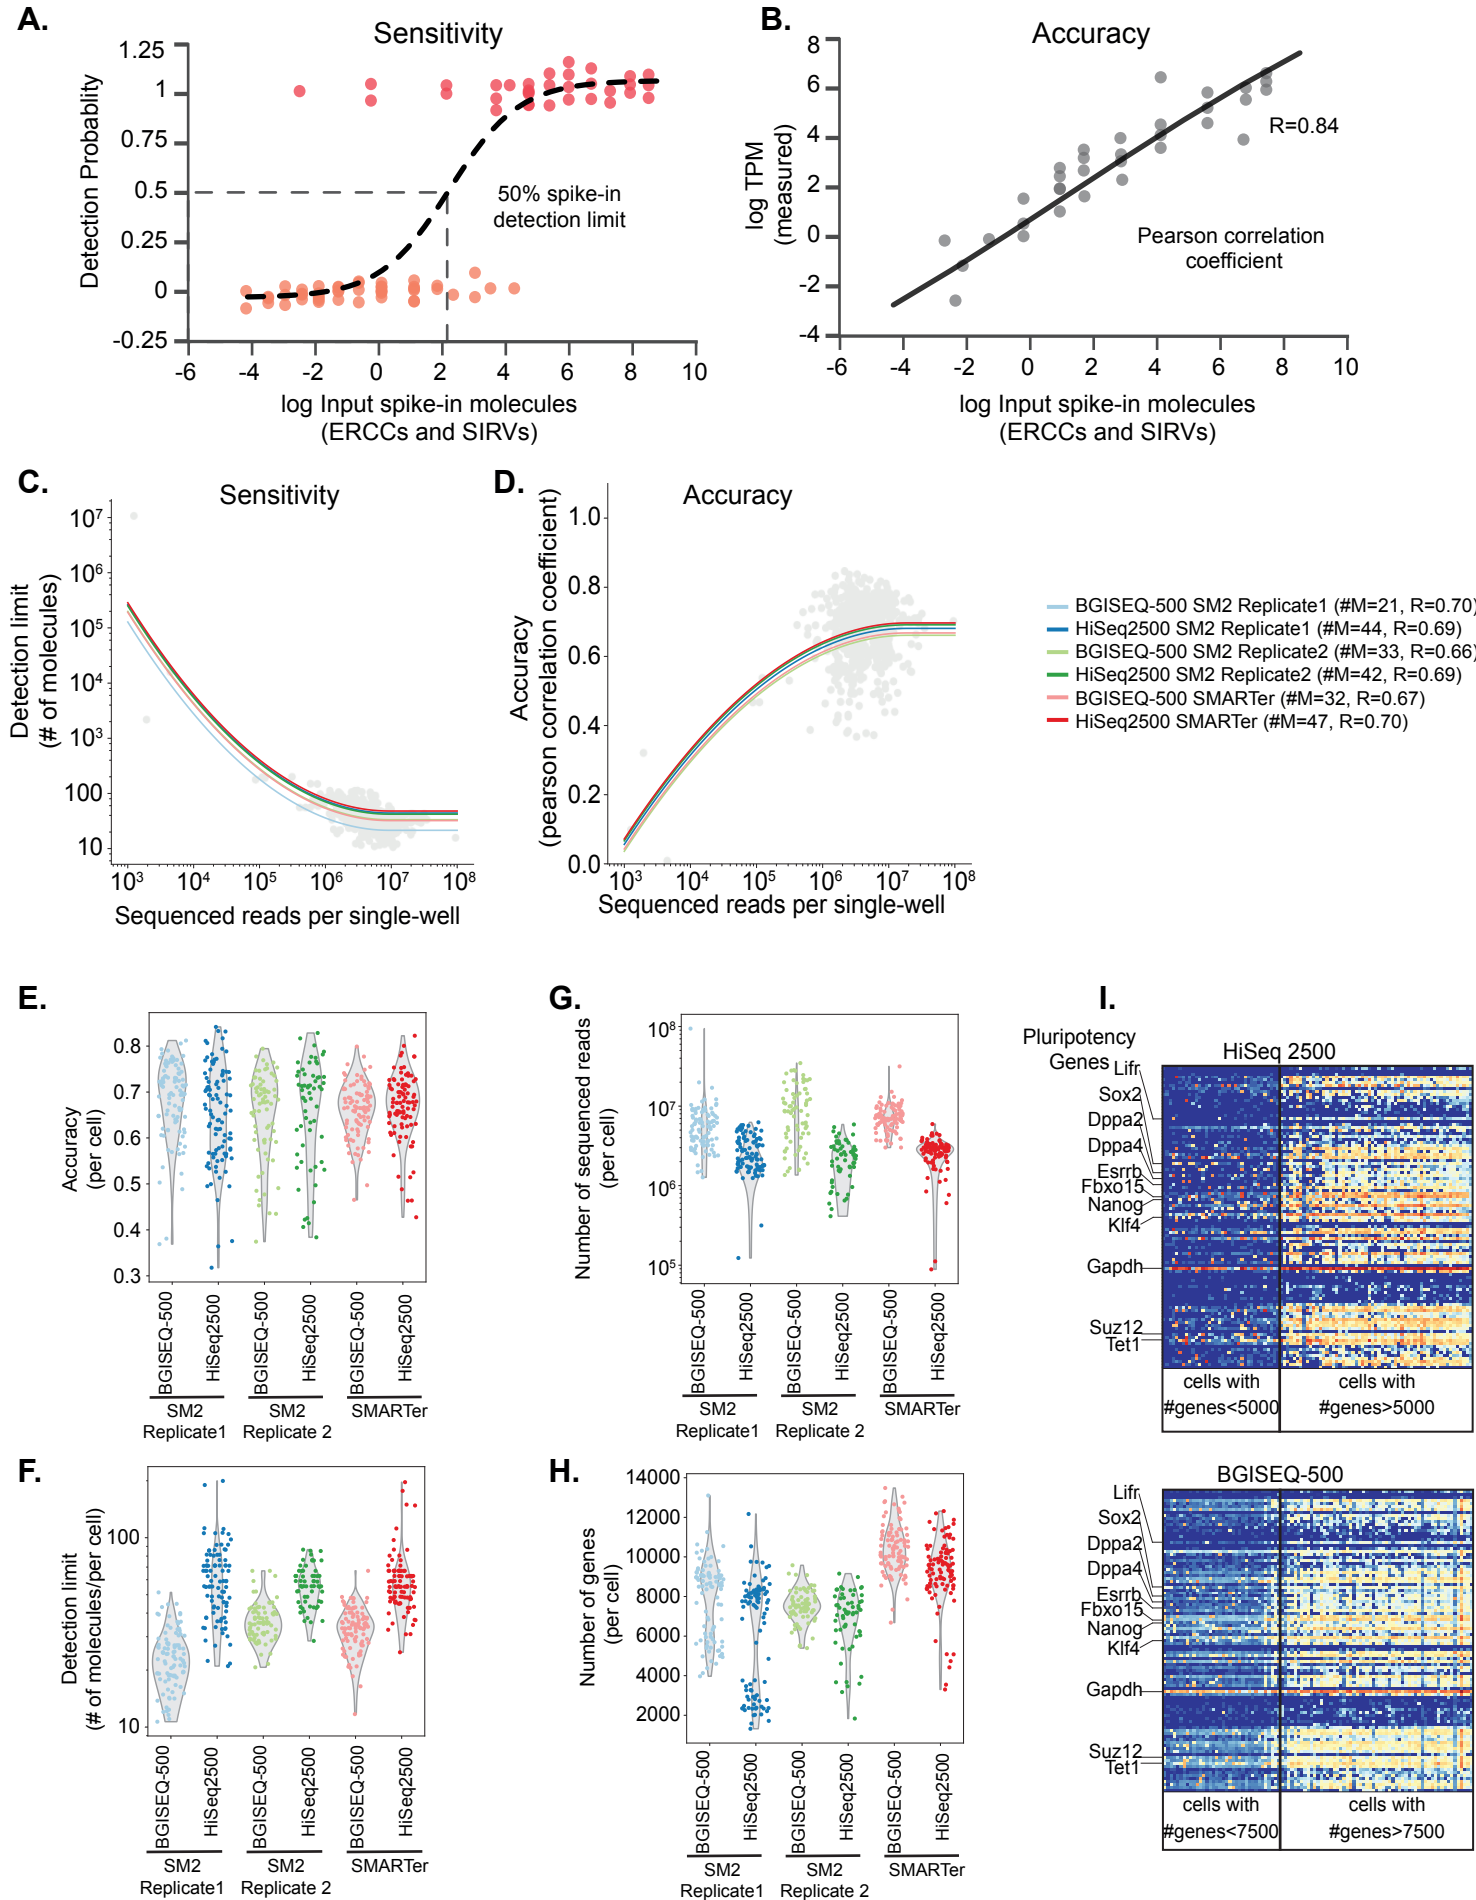 A.
Sensitivity
1.25
1
0.75
0.5
0.25
0
-0.25
Detection Probablity
50% spike-in
detection limit
-6
-4
-2
0
2
4
6
8
10
log Input spike-in molecules
(ERCCs and SIRVs)
B.
Accuracy
8
6
4
2
0
-2
-4
log TPM
(measured)
R=0.84
Pearson correlation
coefficient
-6
-4
-2
0
2
4
6
8
10
log Input spike-in molecules
(ERCCs and SIRVs)
C.
Sensitivity
10⁷
10⁶
10⁵
10⁴
10³
100
10
Detection limit
(# of molecules)
10³
10⁴
10⁵
10⁶
10⁷
10⁸
Sequenced reads per single-well
D.
Accuracy
1.0
0.8
0.6
0.4
0.2
0.0
Accuracy
(pearson correlation coefficient)
10³
10⁴
10⁵
10⁶
10⁷
10⁸
Sequenced reads per single-well
BGISEQ-500 SM2 Replicate1 (#M=21, R=0.70)
HiSeq2500 SM2 Replicate1 (#M=44, R=0.69)
BGISEQ-500 SM2 Replicate2 (#M=33, R=0.66)
HiSeq2500 SM2 Replicate2 (#M=42, R=0.69)
BGISEQ-500 SMARTer (#M=32, R=0.67)
HiSeq2500 SMARTer (#M=47, R=0.70)
E.
0.8
0.7
0.6
0.5
0.4
0.3
Accuracy
(per cell)
BGISEQ-500
HiSeq2500
BGISEQ-500
HiSeq2500
BGISEQ-500
HiSeq2500
SM2
Replicate1
SM2
Replicate 2
SMARTer
G.
10⁸
10⁷
10⁶
10⁵
Number of sequenced reads
(per cell)
BGISEQ-500
HiSeq2500
BGISEQ-500
HiSeq2500
BGISEQ-500
HiSeq2500
SM2
Replicate1
SM2
Replicate 2
SMARTer
F.
100
10
Detection limit
(# of molecules/per cell)
BGISEQ-500
HiSeq2500
BGISEQ-500
HiSeq2500
BGISEQ-500
HiSeq2500
SM2
Replicate1
SM2
Replicate 2
SMARTer
H.
14000
12000
10000
8000
6000
4000
2000
Number of genes
(per cell)
BGISEQ-500
HiSeq2500
BGISEQ-500
HiSeq2500
BGISEQ-500
HiSeq2500
SM2
Replicate1
SM2
Replicate 2
SMARTer
I.
Pluripotency
Genes
HiSeq 2500
Lifr
Sox2
Dppa2
Dppa4
Esrrb
Fbxo15
Nanog
Klf4
Gapdh
Suz12
Tet1
cells with
#genes<5000
cells with
#genes>5000
BGISEQ-500
Lifr
Sox2
Dppa2
Dppa4
Esrrb
Fbxo15
Nanog
Klf4
Gapdh
Suz12
Tet1
cells with
#genes<7500
cells with
#genes>7500